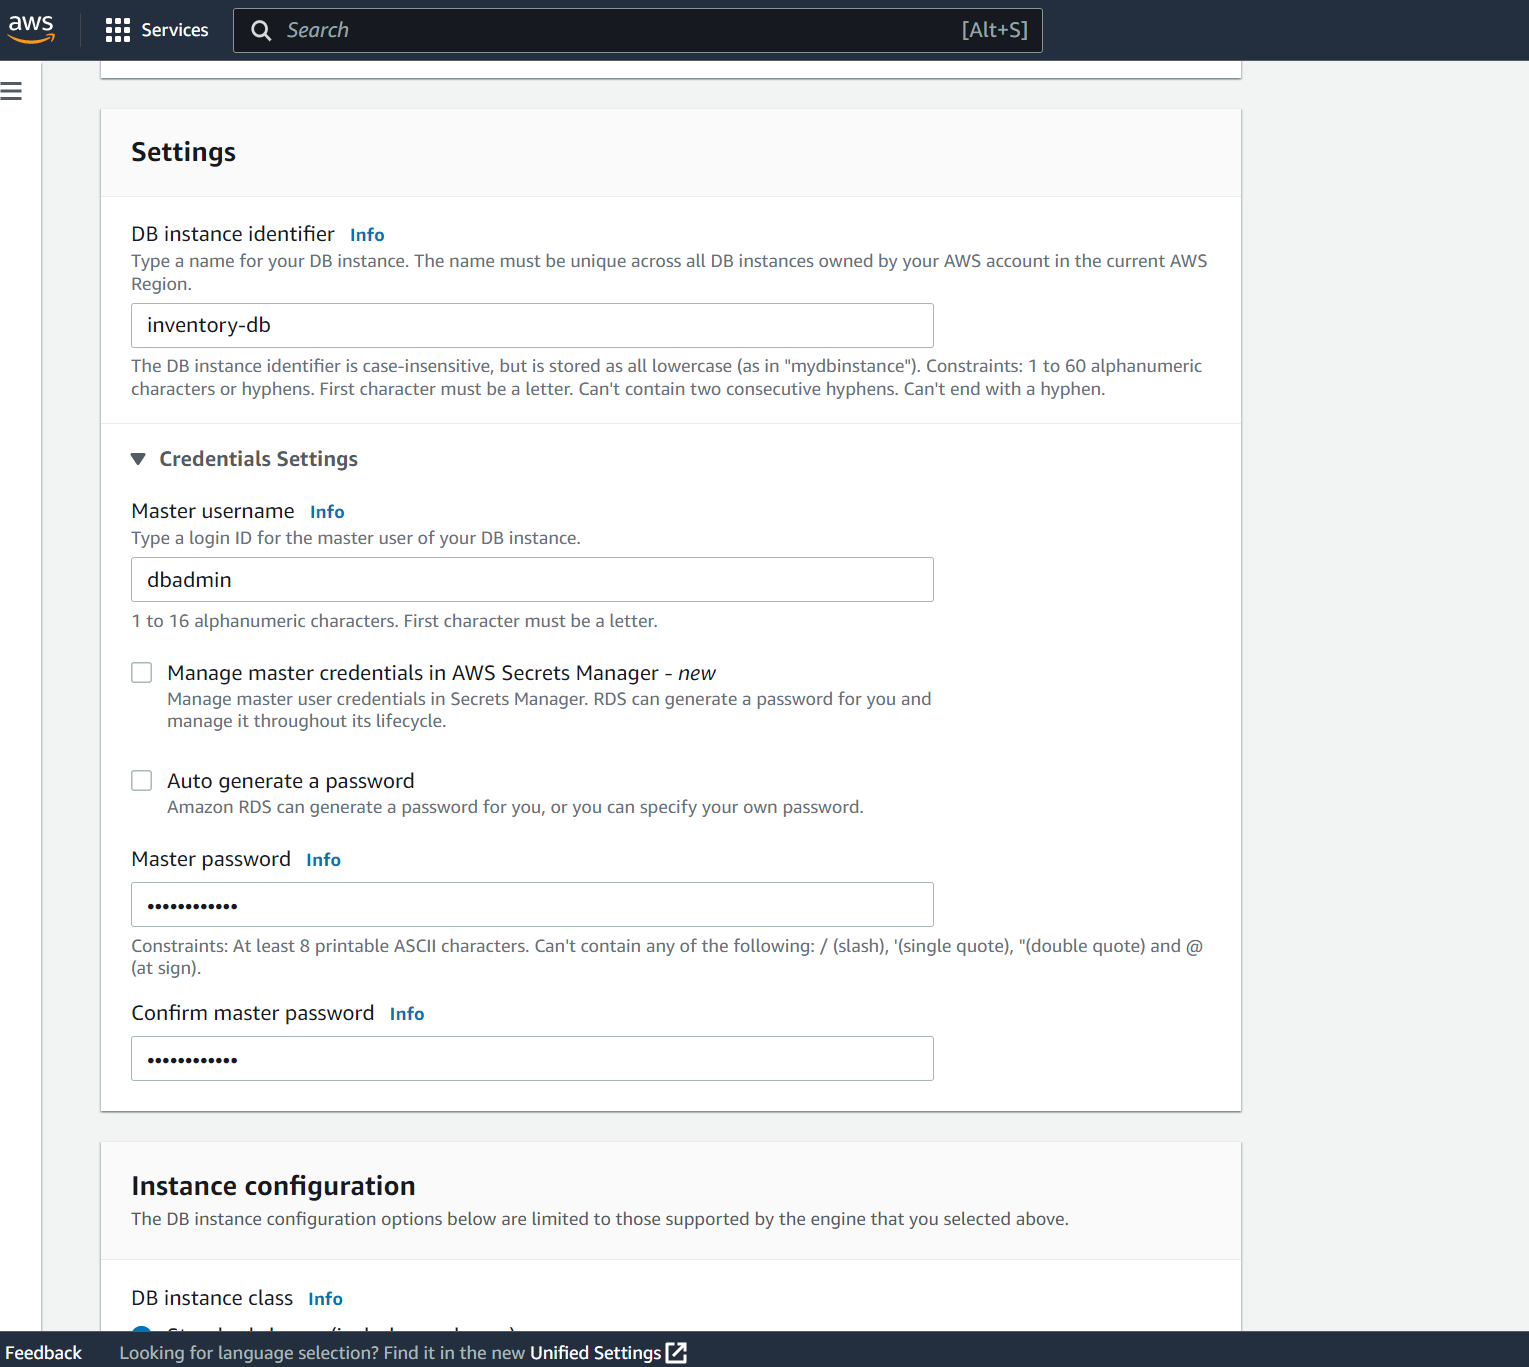 aws
Services
Search
[Alt+S]
Settings
DB instance identifier Info
Type a name for your DB instance. The name must be unique across all DB instances owned by your AWS account in the current AWS
Region.
inventory-db
The DB instance identifier is case-insensitive, but is stored as all lowercase (as in "mydbinstance"). Constraints: 1 to 60 alphanumeric
characters or hyphens. First character must be a letter. Can't contain two consecutive hyphens. Can't end with a hyphen.
Credentials Settings
Master username Info
Type a login ID for the master user of your DB instance.
dbadmin
1 to 16 alphanumeric characters. First character must be a letter.
Manage master credentials in AWS Secrets Manager - new
Manage master user credentials in Secrets Manager. RDS can generate a password for you and
manage it throughout its lifecycle.
Auto generate a password
Amazon RDS can generate a password for you, or you can specify your own password.
Master password Info
••••••••••••
Constraints: At least 8 printable ASCII characters. Can't contain any of the following: / (slash), '(single quote), "(double quote) and @
(at sign).
Confirm master password Info
••••••••••••
Instance configuration
The DB instance configuration options below are limited to those supported by the engine that you selected above.
DB instance class Info
Feedback
Looking for language selection? Find it in the new Unified Settings